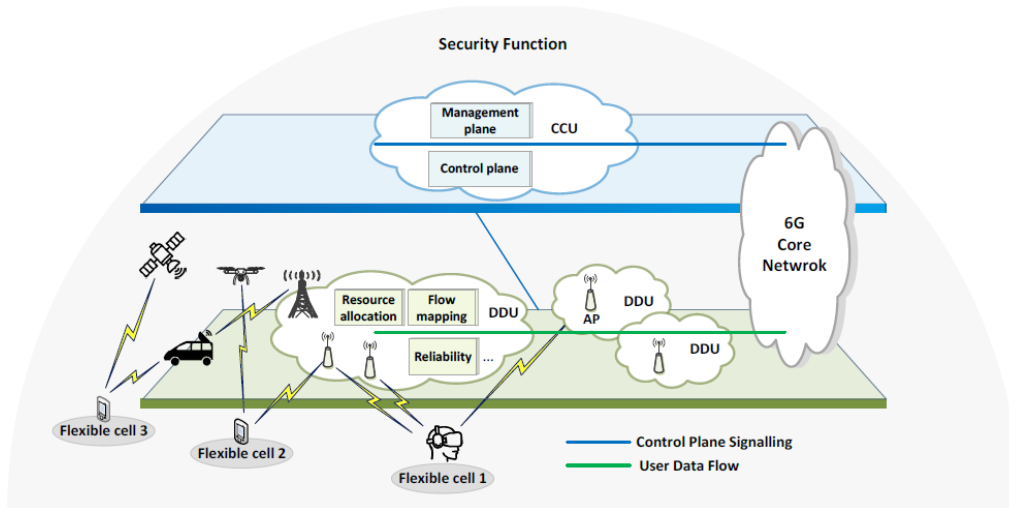 Security Function
Management
plane
CCU
Control plane
6G
Core
Netwrok
Resource
allocation
Flow
mapping
DDU
DDU
AP
Reliability
...
DDU
Flexible cell 3
Flexible cell 2
Flexible cell 1
Control Plane Signalling
User Data Flow